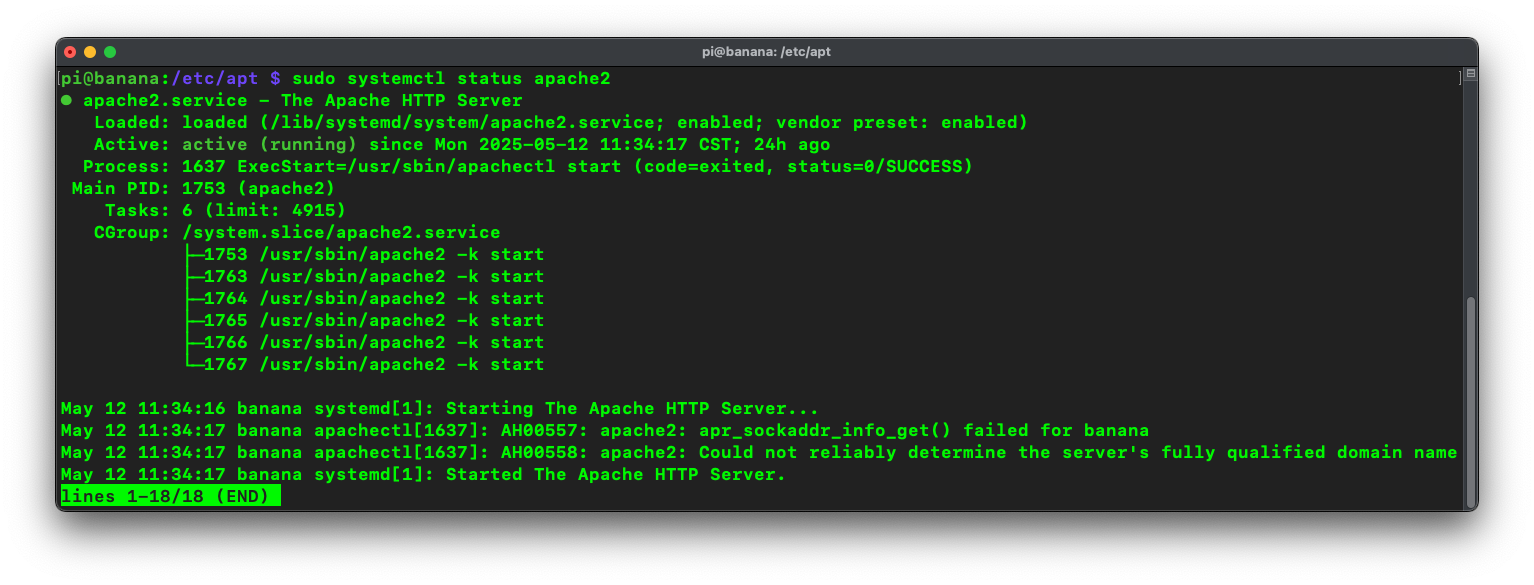 pi@banana: /etc/apt
[pi@banana:/etc/apt $ sudo systemctl status apache2 ]
● apache2.service - The Apache HTTP Server
   Loaded: loaded (/lib/systemd/system/apache2.service; enabled; vendor preset: enabled)
   Active: active (running) since Mon 2025-05-12 11:34:17 CST; 24h ago
  Process: 1637 ExecStart=/usr/sbin/apachectl start (code=exited, status=0/SUCCESS)
 Main PID: 1753 (apache2)
    Tasks: 6 (limit: 4915)
   CGroup: /system.slice/apache2.service
           ├─1753 /usr/sbin/apache2 -k start
           ├─1763 /usr/sbin/apache2 -k start
           ├─1764 /usr/sbin/apache2 -k start
           ├─1765 /usr/sbin/apache2 -k start
           ├─1766 /usr/sbin/apache2 -k start
           └─1767 /usr/sbin/apache2 -k start
May 12 11:34:16 banana systemd[1]: Starting The Apache HTTP Server...
May 12 11:34:17 banana apachectl[1637]: AH00557: apache2: apr_sockaddr_info_get() failed for banana
May 12 11:34:17 banana apachectl[1637]: AH00558: apache2: Could not reliably determine the server's fully qualified domain name
May 12 11:34:17 banana systemd[1]: Started The Apache HTTP Server.
lines 1-18/18 (END)